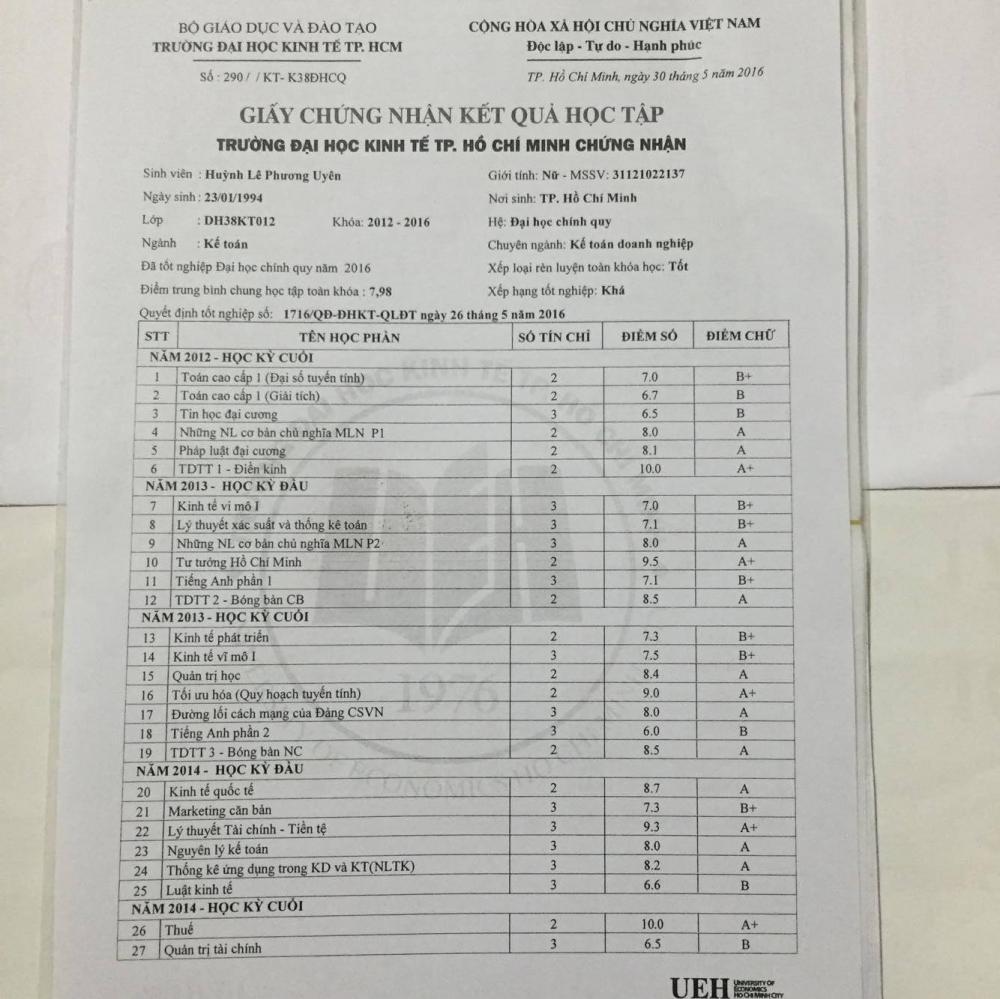 BỘ GIÁO DỤC VÀ ĐÀO TẠO
TRƯỜNG ĐẠI HỌC KINH TẾ TP. HCM
Số : 290 / / KT- K38ĐHCQ
CỘNG HÒA XÃ HỘI CHỦ NGHĨA VIỆT NAM
Độc lập - Tự do - Hạnh phúc
TP. Hồ Chí Minh, ngày 30 tháng 5 năm 2016
GIẤY CHỨNG NHẬN KẾT QUẢ HỌC TẬP
TRƯỜNG ĐẠI HỌC KINH TẾ TP. HỒ CHÍ MINH CHỨNG NHẬN
Sinh viên : Huỳnh Lê Phương Uyên Giới tính: Nữ - MSSV: 31121022137
Ngày sinh : 23/01/1994 Nơi sinh: TP. Hồ Chí Minh
Lớp : DH38KT012 Khóa: 2012 - 2016 Hệ: Đại học chính quy
Ngành : Kế toán Chuyên ngành: Kế toán doanh nghiệp
Đã tốt nghiệp Đại học chính quy năm 2016 Xếp loại rèn luyện toàn khóa học: Tốt
Điểm trung bình chung học tập toàn khóa : 7,98 Xếp hạng tốt nghiệp: Khá
Quyết định tốt nghiệp số: 1716/QĐ-ĐHKT-QLĐT ngày 26 tháng 5 năm 2016
STT TÊN HỌC PHẦN SỐ TÍN CHỈ ĐIỂM SỐ ĐIỂM CHỮ
NĂM 2012 - HỌC KỲ CUỐI
1 Toán cao cấp 1 (Đại số tuyến tính) 2 7.0 B+
2 Toán cao cấp 1 (Giải tích) 2 6.7 B
3 Tin học đại cương 3 6.5 B
4 Những NL cơ bản chủ nghĩa MLN P1 2 8.0 A
5 Pháp luật đại cương 2 8.1 A
6 TDTT 1 - Điền kinh 2 10.0 A+
NĂM 2013 - HỌC KỲ ĐẦU
7 Kinh tế vi mô I 3 7.0 B+
8 Lý thuyết xác suất và thống kê toán 3 7.1 B+
9 Những NL cơ bản chủ nghĩa MLN P2 3 8.0 A
10 Tư tưởng Hồ Chí Minh 2 9.5 A+
11 Tiếng Anh phần 1 3 7.1 B+
12 TDTT 2 - Bóng bàn CB 2 8.5 A
NĂM 2013 - HỌC KỲ CUỐI
13 Kinh tế phát triển 2 7.3 B+
14 Kinh tế vĩ mô I 3 7.5 B+
15 Quản trị học 2 8.4 A
16 Tối ưu hóa (Quy hoạch tuyến tính) 2 9.0 A+
17 Đường lối cách mạng của Đảng CSVN 3 8.0 A
18 Tiếng Anh phần 2 3 6.0 B
19 TDTT 3 - Bóng bàn NC 2 8.5 A
NĂM 2014 - HỌC KỲ ĐẦU
20 Kinh tế quốc tế 2 8.7 A
21 Marketing căn bản 3 7.3 B+
22 Lý thuyết Tài chính - Tiền tệ 3 9.3 A+
23 Nguyên lý kế toán 3 8.0 A
24 Thống kê ứng dụng trong KD và KT(NLTK) 3 8.2 A
25 Luật kinh tế 3 6.6 B
NĂM 2014 - HỌC KỲ CUỐI
26 Thuế 2 10.0 A+
27 Quản trị tài chính 3 6.5 B
1976
UEH UNIVERSITY OF ECONOMICS HO CHI MINH CITY